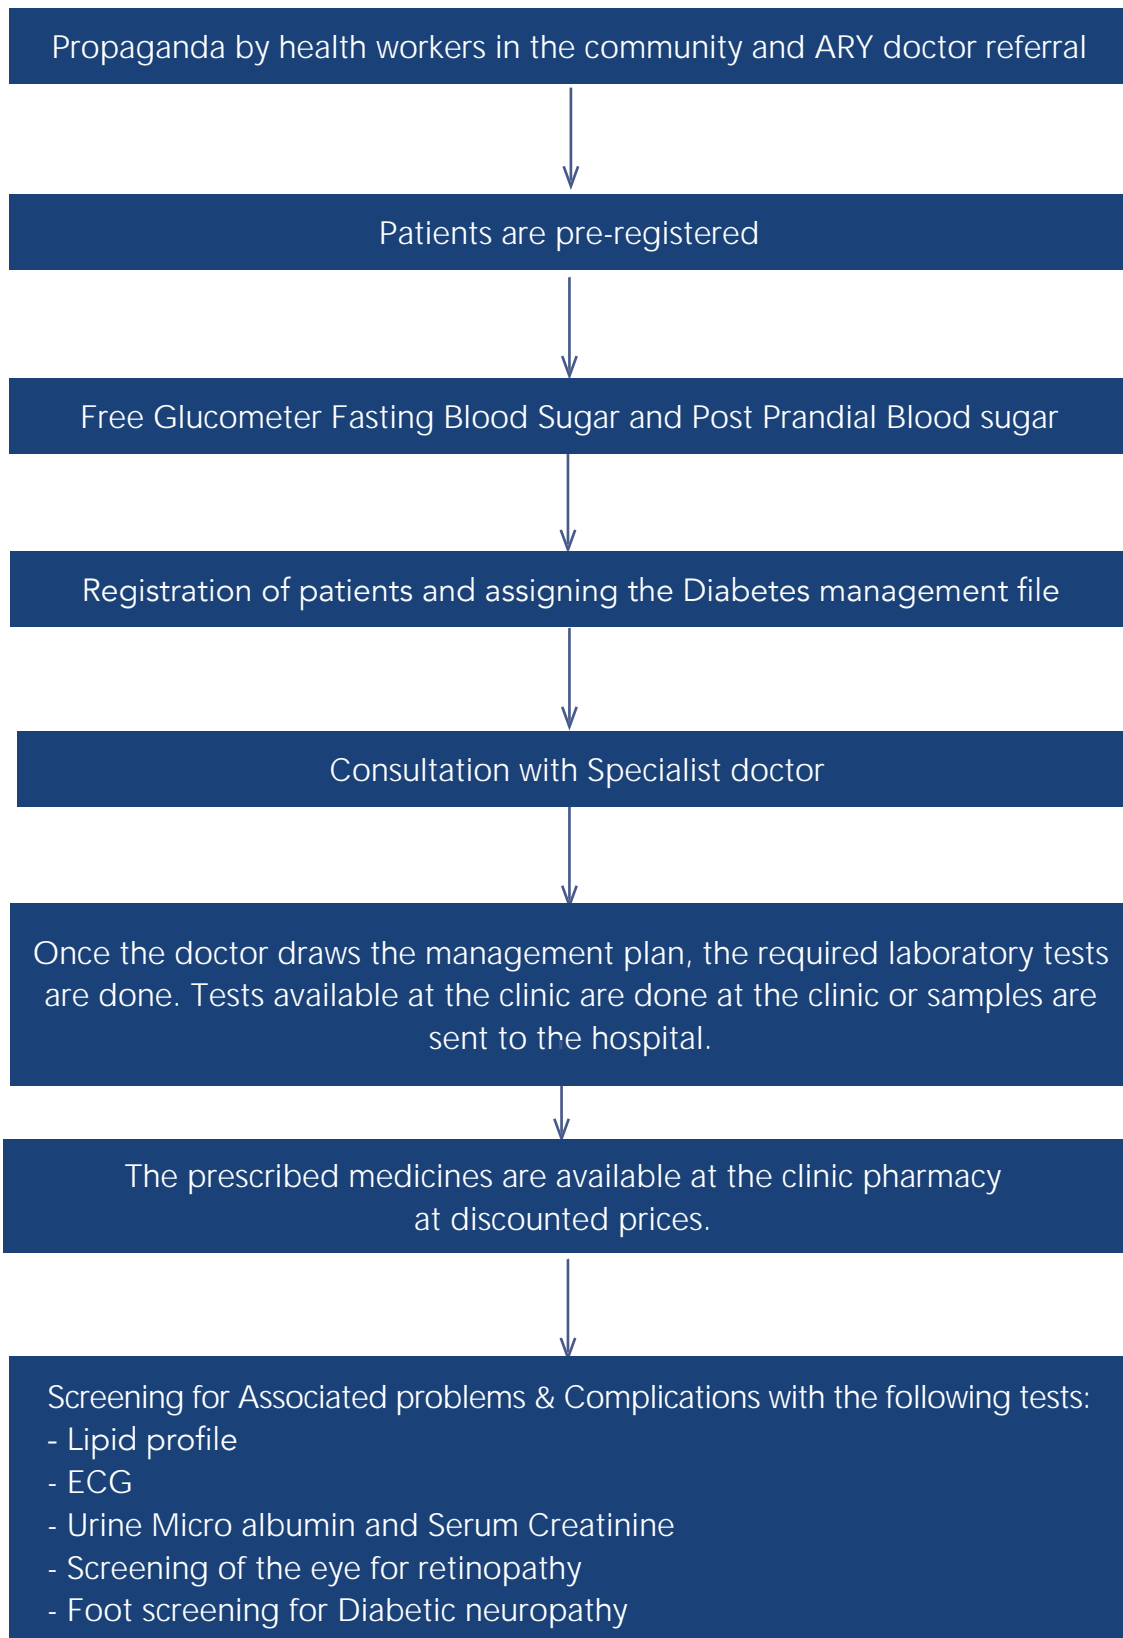 Propaganda by health workers in the community and ARY doctor referral
Patients are pre-registered
Free Glucometer Fasting Blood Sugar and Post Prandial Blood sugar
Registration of patients and assigning the Diabetes management file
Consultation with Specialist doctor
Once the doctor draws the management plan, the required laboratory tests
are done. Tests available at the clinic are done at the clinic or samples are
sent to the hospital.
The prescribed medicines are available at the clinic pharmacy
at discounted prices.
Screening for Associated problems & Complications with the following tests:
- Lipid profile
- ECG
- Urine Micro albumin and Serum Creatinine
- Screening of the eye for retinopathy
- Foot screening for Diabetic neuropathy